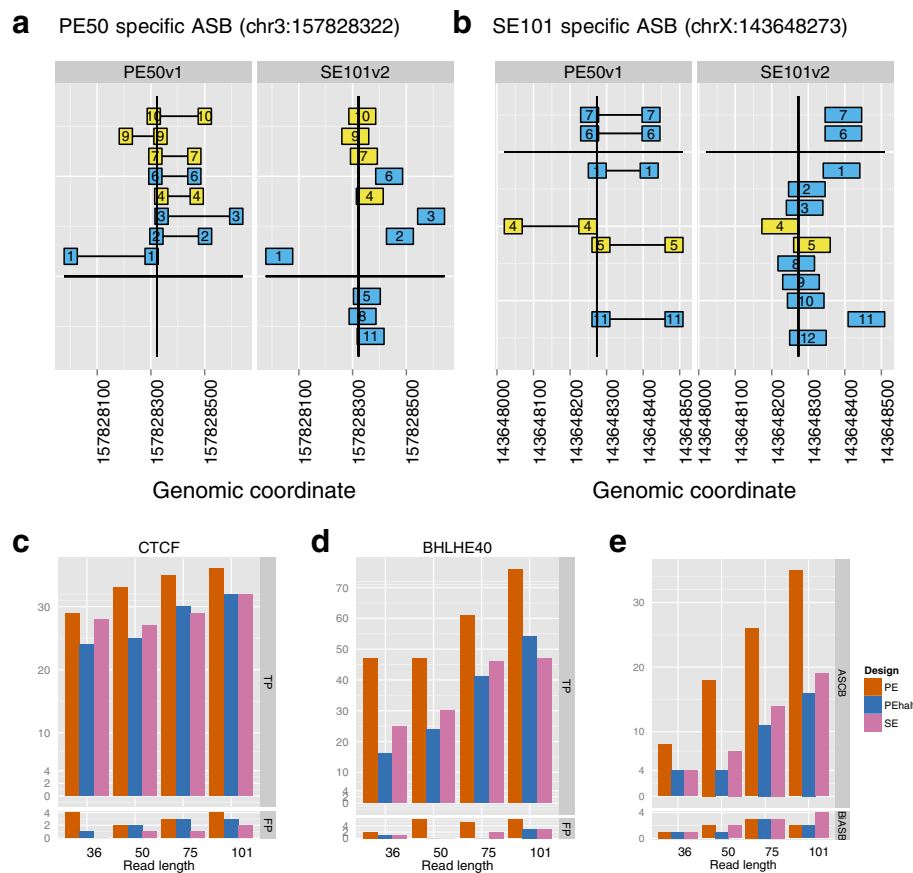 a PE50 specific ASB (chr3:157828322)
PE50v1 SE101v2
10 10 10
9 9 9
7 7 7
6 6 6
4 4 4
3 3 3
2 2 2
1 1 1
5
8
11
157828100 157828300 157828500 157828100 157828300 157828500
Genomic coordinate
b SE101 specific ASB (chrX:143648273)
PE50v1 SE101v2
7 7 7
6 6 6
1 1 1
2
3
4 4 4
5 5 5
8
9
10
11 11 11
12
143648000 143648100 143648200 143648300 143648400 143648500 143648000 143648100 143648200 143648300 143648400 143648500
Genomic coordinate
c CTCF
30
20
10
4
2
0
TP
4
2
0
FP
36 50 75 101
Read length
d BHLHE40
70
60
50
40
30
20
10
4
2
0
TP
4
2
0
FP
36 50 75 101
Read length
e
30
20
10
4
0
ASCB
4
2
0
BiASB
36 50 75 101
Read length
Design
PE
PEhalf
SE